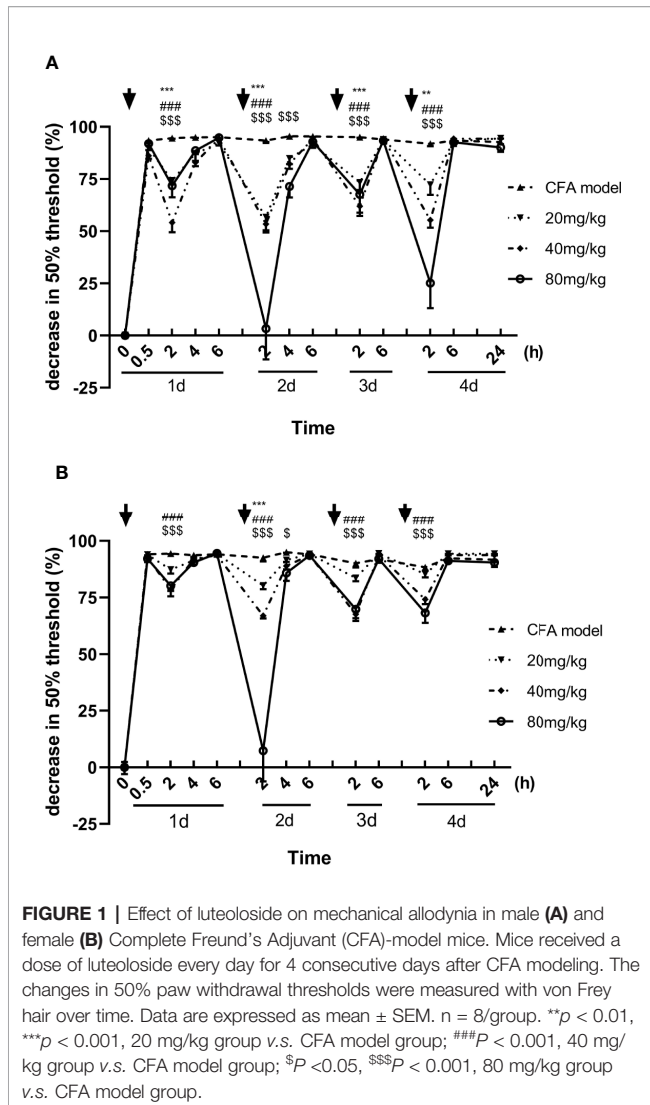 A
*** *** *** **
### ### ### ###
$$$ $$$ $$$ $$$ $$$
decrease in 50% threshold (%)
100
75
50
25
0
-25
CFA model
20mg/kg
40mg/kg
80mg/kg
0 0.5 2 4 6 2 4 6 2 6 2 6 24 (h)
1d 2d 3d 4d
Time
B
***
### ### ### ###
$$$ $$$ $ $$$ $$$
decrease in 50% threshold (%)
100
75
50
25
0
-25
CFA model
20mg/kg
40mg/kg
80mg/kg
0 0.5 2 4 6 2 4 6 2 6 2 6 24 (h)
1d 2d 3d 4d
Time
FIGURE 1 | Effect of luteoloside on mechanical allodynia in male (A) and
female (B) Complete Freund's Adjuvant (CFA)-model mice. Mice received a
dose of luteoloside every day for 4 consecutive days after CFA modeling. The
changes in 50% paw withdrawal thresholds were measured with von Frey
hair over time. Data are expressed as mean ± SEM. n = 8/group. **p < 0.01,
***p < 0.001, 20 mg/kg group v.s. CFA model group; ###P < 0.001, 40 mg/
kg group v.s. CFA model group; $P <0.05, $$$P < 0.001, 80 mg/kg group
v.s. CFA model group.